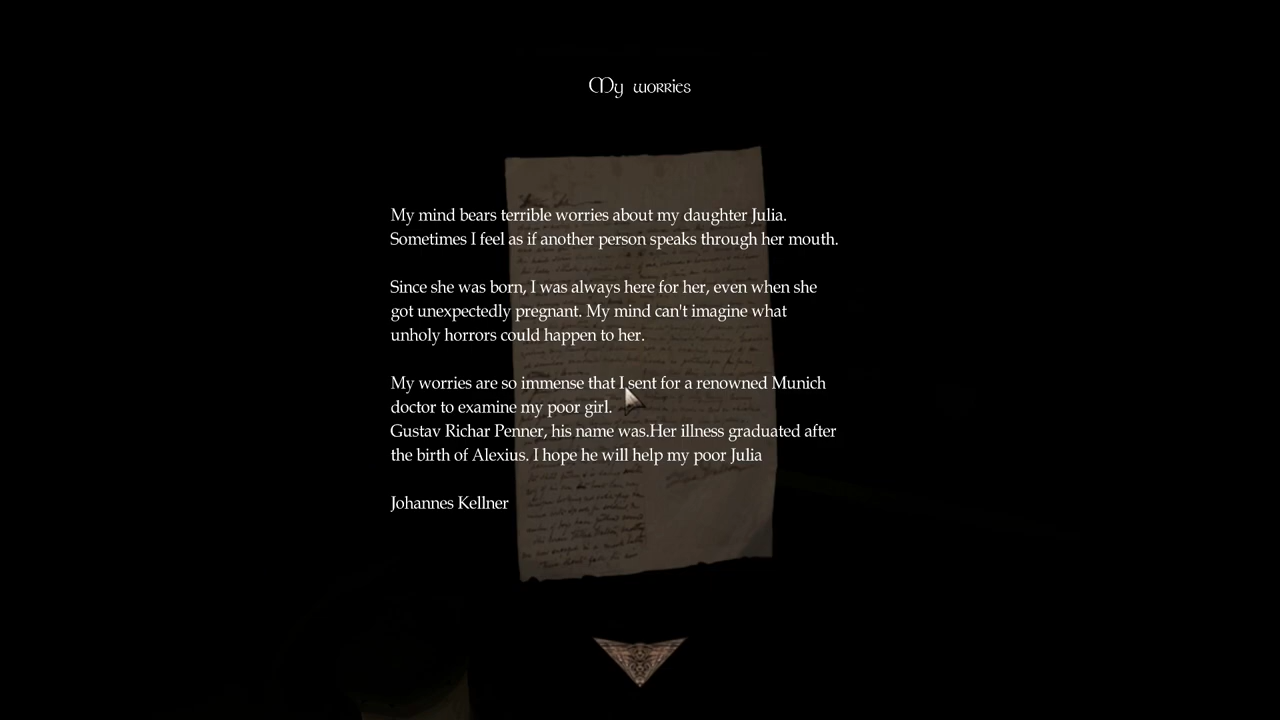 My worries
My mind bears terrible worries about my daughter Julia.
Sometimes I feel as if another person speaks through her mouth.
Since she was born, I was always here for her, even when she
got unexpectedly pregnant. My mind can't imagine what
unholy horrors could happen to her.
My worries are so immense that I sent for a renowned Munich
doctor to examine my poor girl.
Gustav Richar Penner, his name was.Her illness graduated after
the birth of Alexius. I hope he will help my poor Julia
Johannes Kellner